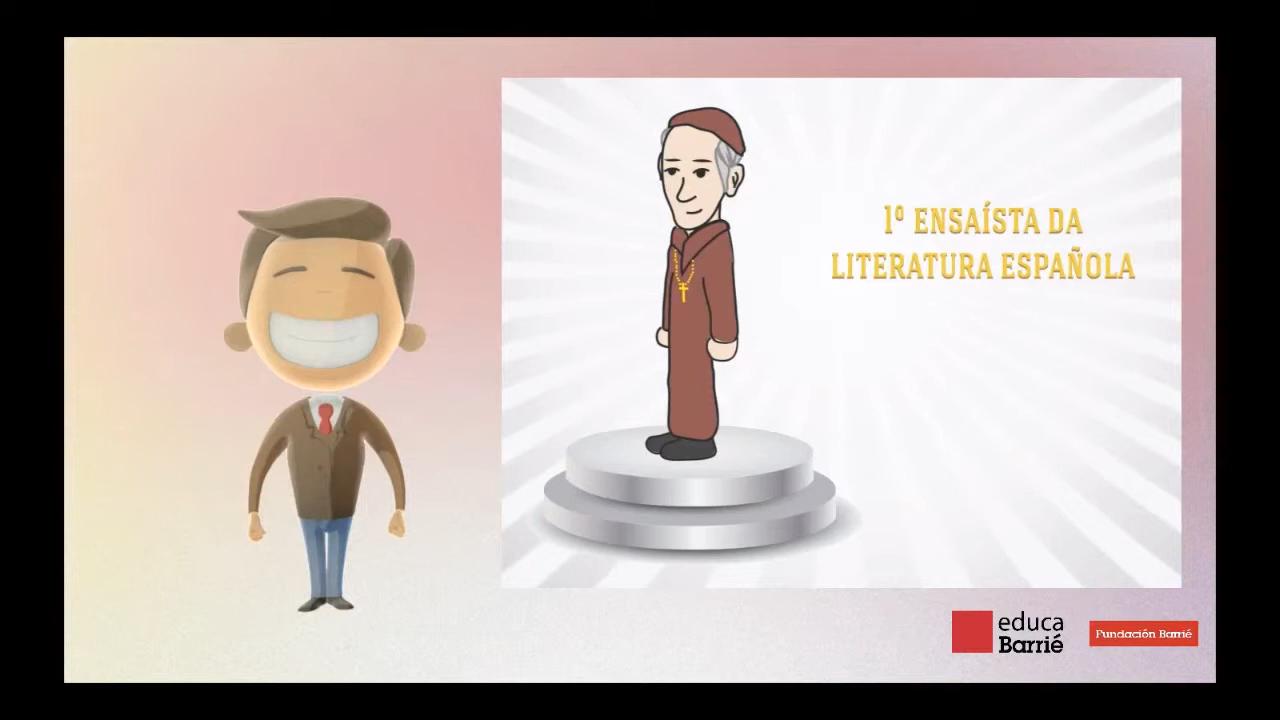 1º ENSAÍSTA DA
LITERATURA ESPAÑOLA
educa
Barrié
Fundación Barrié